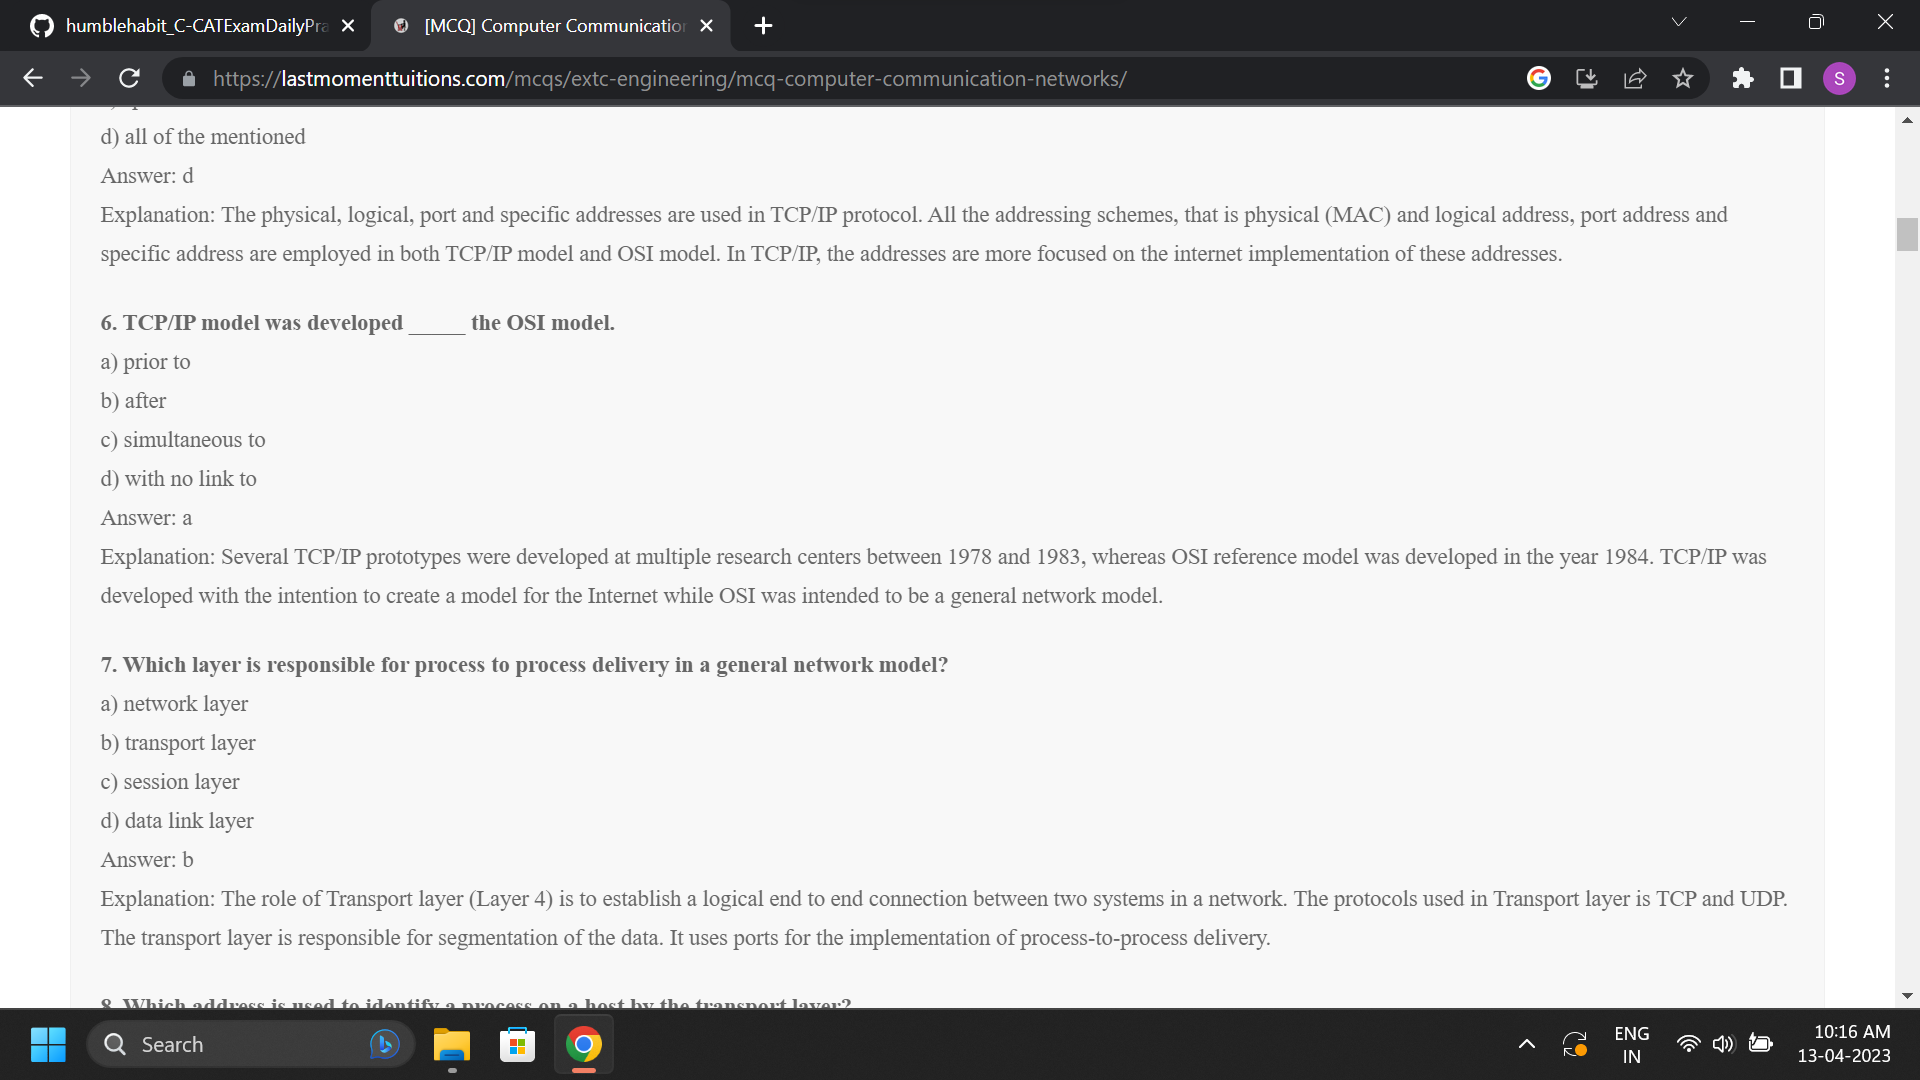 humblehabit_C-CATExamDailyPra
[MCQ] Computer Communication
https://lastmomenttuitions.com/mcqs/extc-engineering/mcq-computer-communication-networks/
S
d) all of the mentioned
Answer: d
Explanation: The physical, logical, port and specific addresses are used in TCP/IP protocol. All the addressing schemes, that is physical (MAC) and logical address, port address and
specific address are employed in both TCP/IP model and OSI model. In TCP/IP, the addresses are more focused on the internet implementation of these addresses.
6. TCP/IP model was developed _____ the OSI model.
a) prior to
b) after
c) simultaneous to
d) with no link to
Answer: a
Explanation: Several TCP/IP prototypes were developed at multiple research centers between 1978 and 1983, whereas OSI reference model was developed in the year 1984. TCP/IP was
developed with the intention to create a model for the Internet while OSI was intended to be a general network model.
7. Which layer is responsible for process to process delivery in a general network model?
a) network layer
b) transport layer
c) session layer
d) data link layer
Answer: b
Explanation: The role of Transport layer (Layer 4) is to establish a logical end to end connection between two systems in a network. The protocols used in Transport layer is TCP and UDP.
The transport layer is responsible for segmentation of the data. It uses ports for the implementation of process-to-process delivery.
8. Which address is used to identify a process on a host by the transport layer?
Search
ENG
IN
10:16 AM
13-04-2023